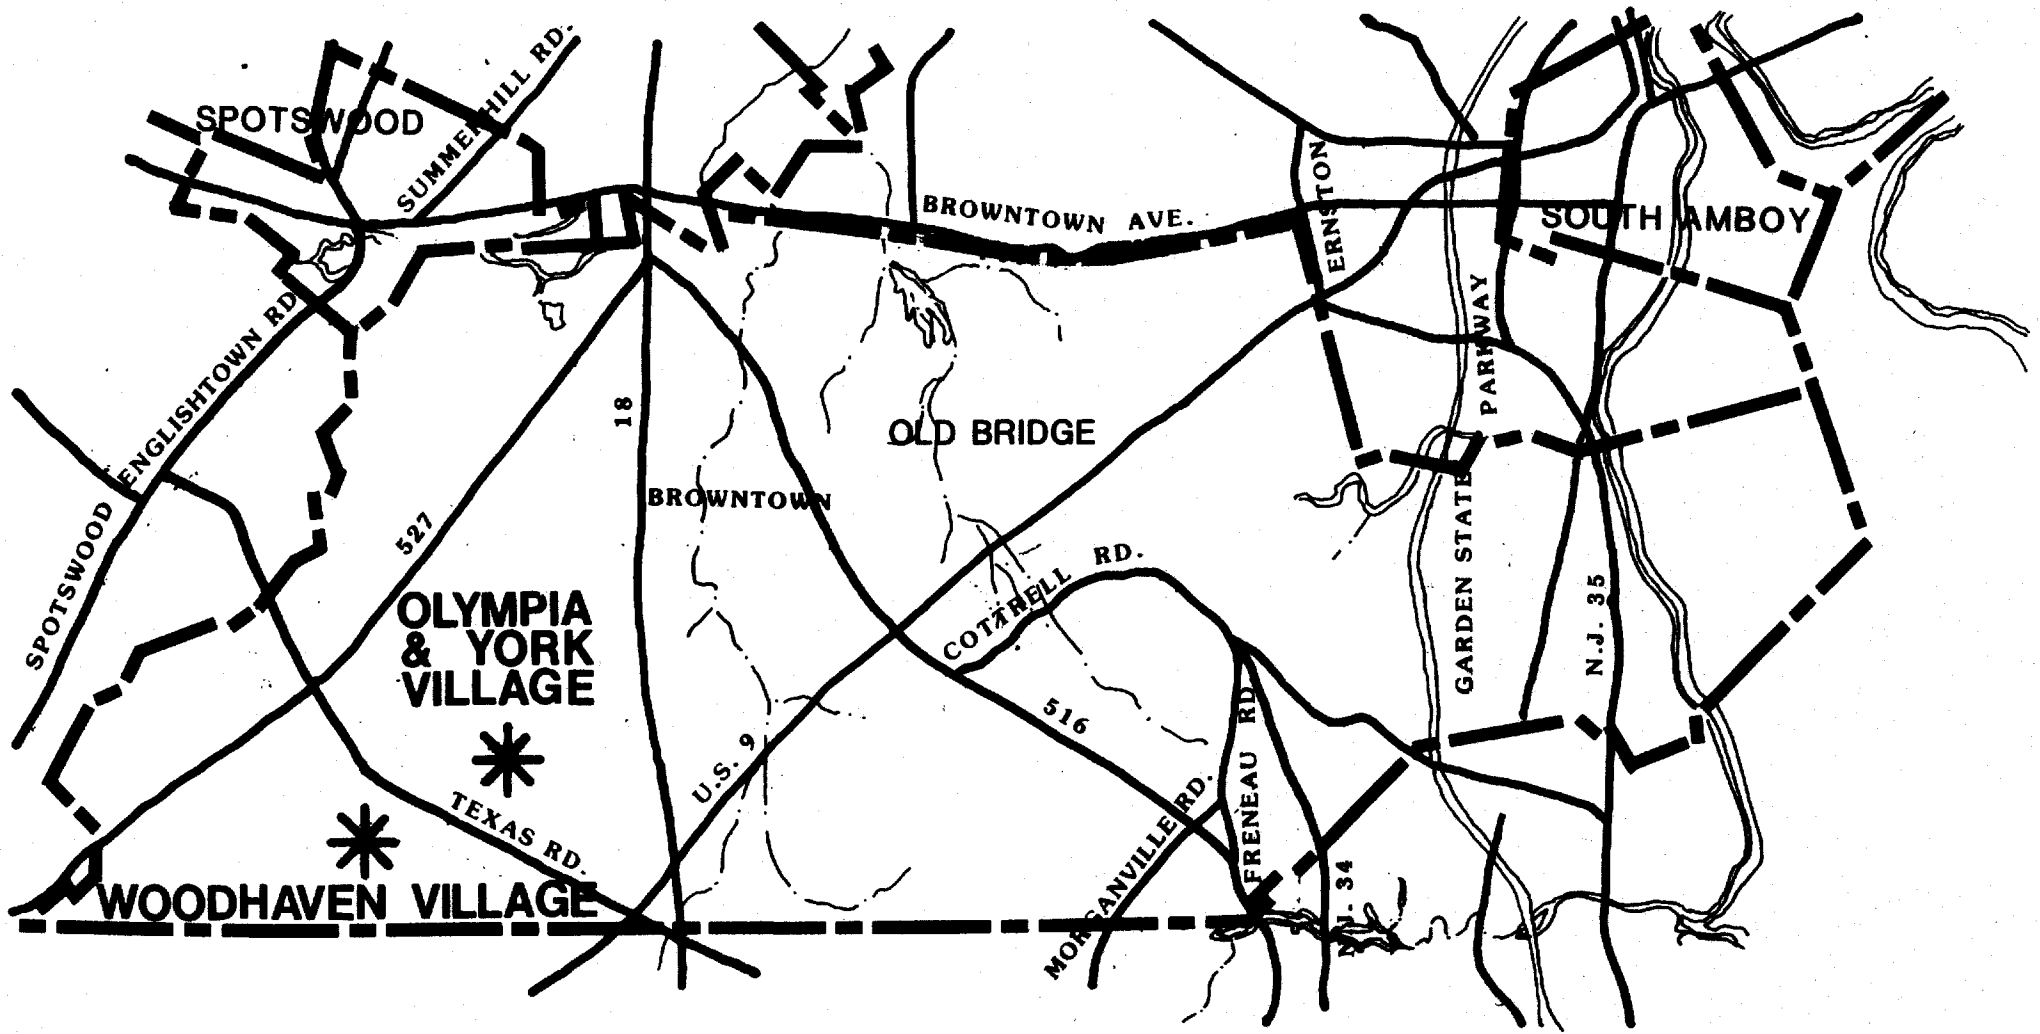 SUMMERHILL RD.
SPOTSWOOD
BROWNTOWN AVE.
ERNSTON
SOUTH AMBOY
SPOTSWOOD ENGLISHTOWN RD.
18
GARDEN STATE PARKWAY
OLD BRIDGE
BROWNTOWN
527
COTTRELL RD.
N.J. 35
OLYMPIA
& YORK
VILLAGE
516
U.S. 9
FRENEAU RD.
MORGANVILLE RD.
TEXAS RD.
N.J. 34
WOODHAVEN VILLAGE